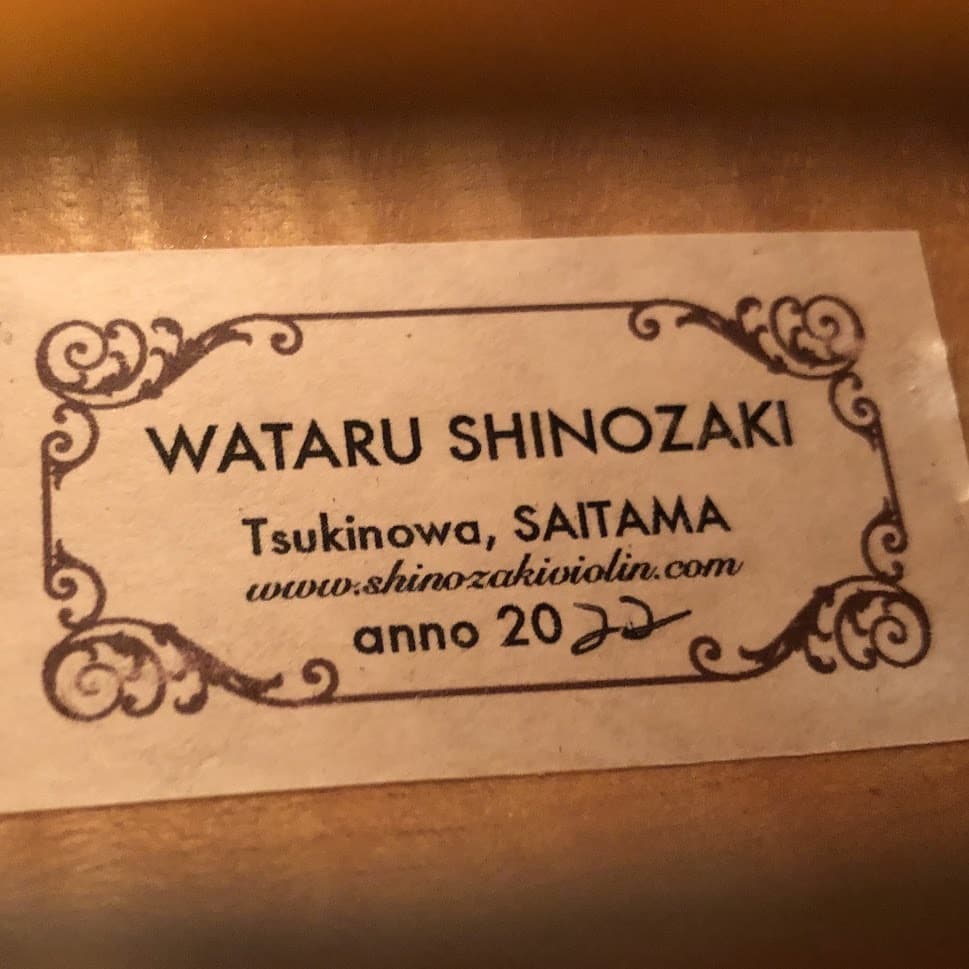 WATARU SHINOZAKI
Tsukinowa, SAITAMA
www.shinozakiviolin.com
anno 2022